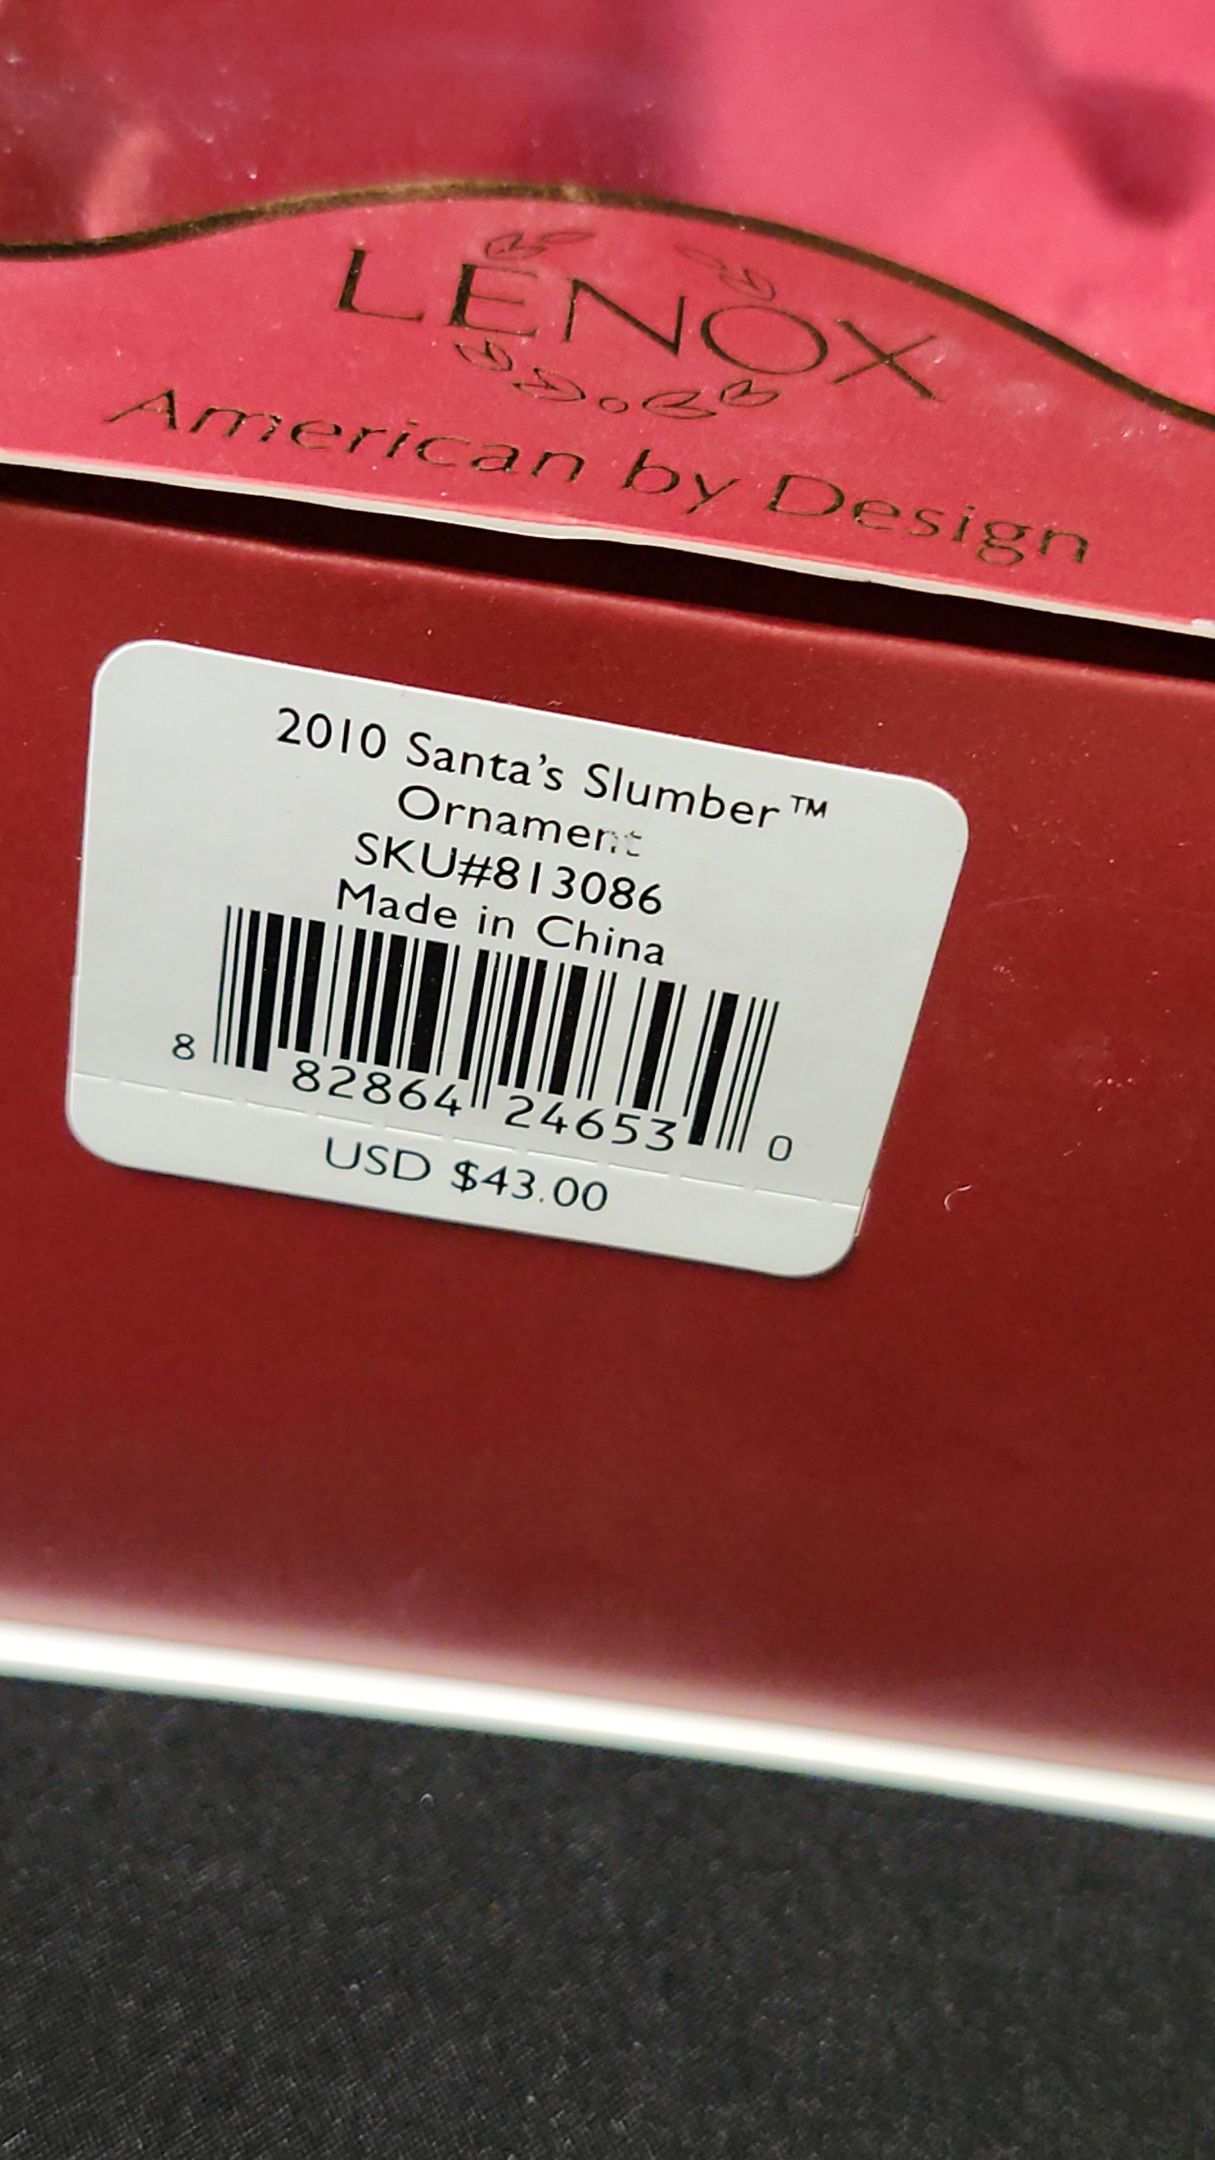 LENOX
American by Design
2010 Santa's Slumber™
Ornament
SKU#813086
Made in China
8 82864 24653 0
USD $43.00